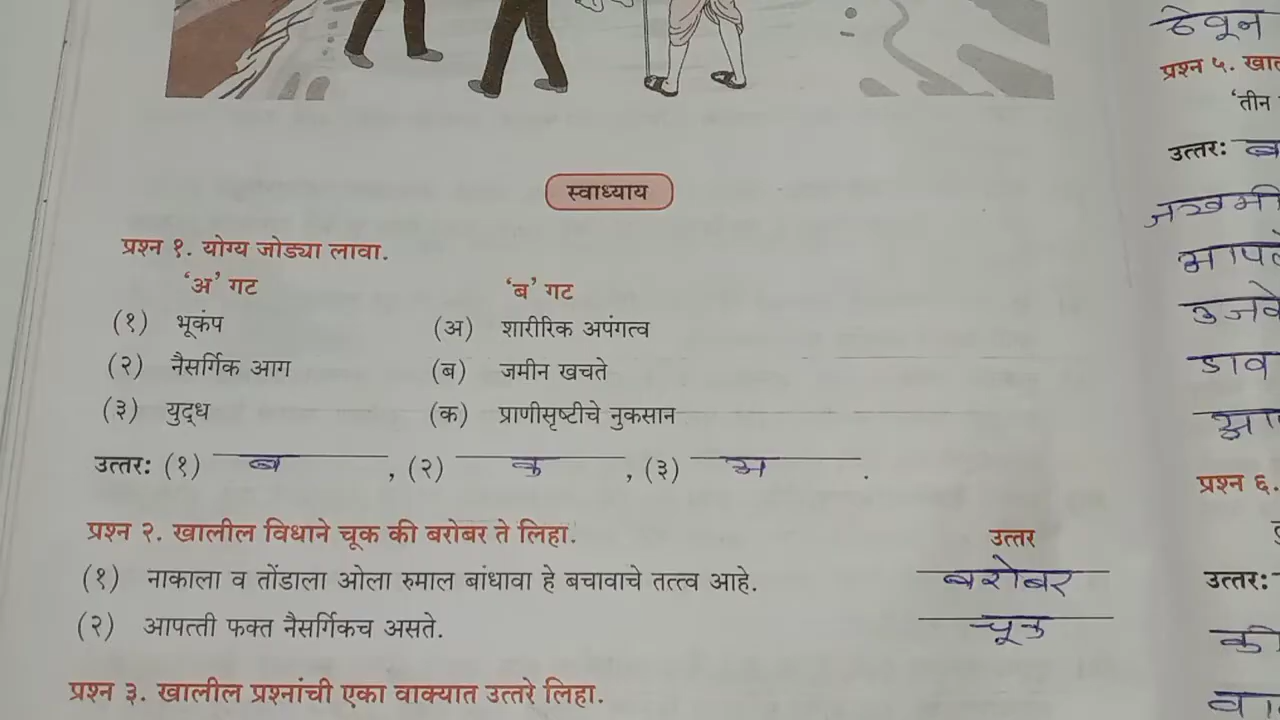 स्वाध्याय
प्रश्न १. योग्य जोड्या लावा.
'अ' गट 'ब' गट
(१) भूकंप (अ) शारीरिक अपंगत्व
(२) नैसर्गिक आग (ब) जमीन खचते
(३) युद्ध (क) प्राणीसृष्टीचे नुकसान
उत्तर: (१) ब , (२) क , (३) अ .
प्रश्न २. खालील विधाने चूक की बरोबर ते लिहा. उत्तर
(१) नाकाला व तोंडाला ओला रुमाल बांधावा हे बचावाचे तत्त्व आहे. बरोबर
(२) आपत्ती फक्त नैसर्गिकच असते. चूक
प्रश्न ३. खालील प्रश्नांची एका वाक्यात उत्तरे लिहा.
ठेवून
प्रश्न ५.
'तीन
उत्तर:
जखमी
डाव
प्रश्न ६.
उत्तर: